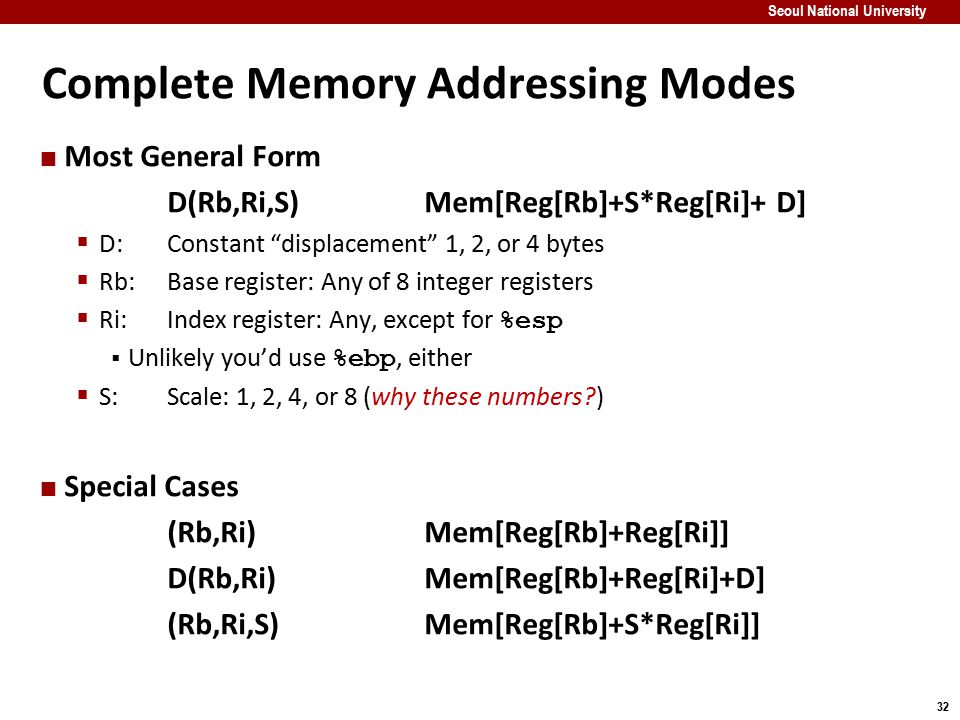 Seoul National University
Complete Memory Addressing Modes
Most General Form
D(Rb,Ri,S) Mem[Reg[Rb]+S*Reg[Ri]+ D]
D: Constant “displacement” 1, 2, or 4 bytes
Rb: Base register: Any of 8 integer registers
Ri: Index register: Any, except for %esp
Unlikely you’d use %ebp, either
S: Scale: 1, 2, 4, or 8 (why these numbers?)
Special Cases
(Rb,Ri) Mem[Reg[Rb]+Reg[Ri]]
D(Rb,Ri) Mem[Reg[Rb]+Reg[Ri]+D]
(Rb,Ri,S) Mem[Reg[Rb]+S*Reg[Ri]]
32